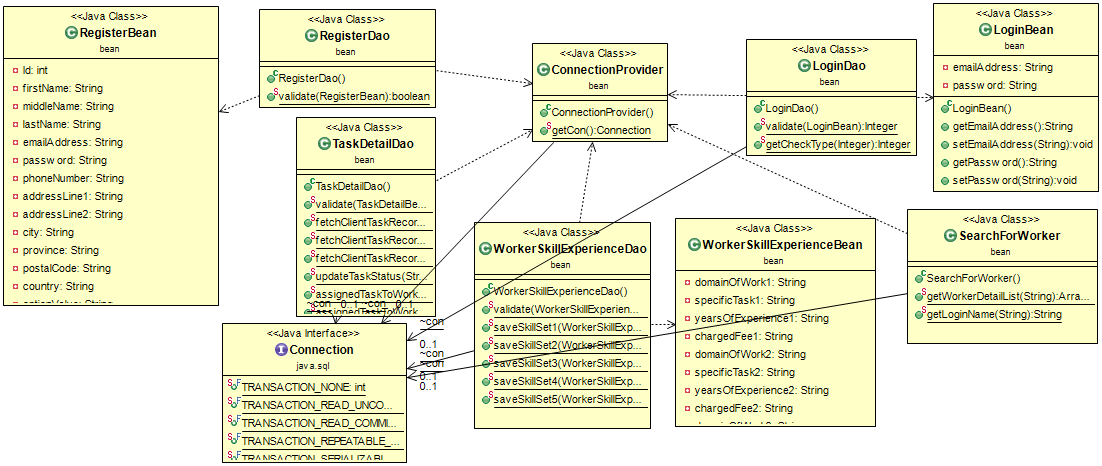 <<Java Class>>
RegisterBean
bean
Id: int
firstName: String
middleName: String
lastName: String
emailAddress: String
passw ord: String
phoneNumber: String
addressLine1: String
addressLine2: String
city: String
province: String
postalCode: String
country: String
<<Java Class>>
RegisterDao
bean
RegisterDao()
validate(RegisterBean):boolean
<<Java Class>>
TaskDetailDao
bean
TaskDetailDao()
validate(TaskDetailBe...
fetchClientTaskRecor...
fetchClientTaskRecor...
fetchClientTaskRecor...
updateTaskStatus(Str...
assignedTaskToWork...
~con 0..1 ~con 0..1
<<Java Interface>>
Connection
java.sql
TRANSACTION_NONE: int
TRANSACTION_READ_UNCO...
TRANSACTION_READ_COMMI...
TRANSACTION_REPEATABLE_...
TRANSACTION_SERIALIZABL
~con
0..1
~con
~con
0..1
0..1
<<Java Class>>
ConnectionProvider
bean
ConnectionProvider()
getCon():Connection
<<Java Class>>
WorkerSkillExperienceDao
bean
WorkerSkillExperienceDao()
validate(WorkerSkillExperien...
saveSkillSet1(WorkerSkillExp...
saveSkillSet2(WorkerSkillExp...
saveSkillSet3(WorkerSkillExp...
saveSkillSet4(WorkerSkillExp...
saveSkillSet5(WorkerSkillExp...
<<Java Class>>
WorkerSkillExperienceBean
bean
domainOfWork1: String
specificTask1: String
yearsOfExperience1: String
chargedFee1: String
domainOfWork2: String
specificTask2: String
yearsOfExperience2: String
chargedFee2: String
<<Java Class>>
LoginDao
bean
LoginDao()
validate(LoginBean):Integer
getCheckType(Integer):Integer
<<Java Class>>
LoginBean
bean
emailAddress: String
passw ord: String
LoginBean()
getEmailAddress():String
setEmailAddress(String):void
getPassw ord():String
setPassw ord(String):void
<<Java Class>>
SearchForWorker
bean
SearchForWorker()
getWorkerDetailList(String):Arra...
getLoginName(String):String